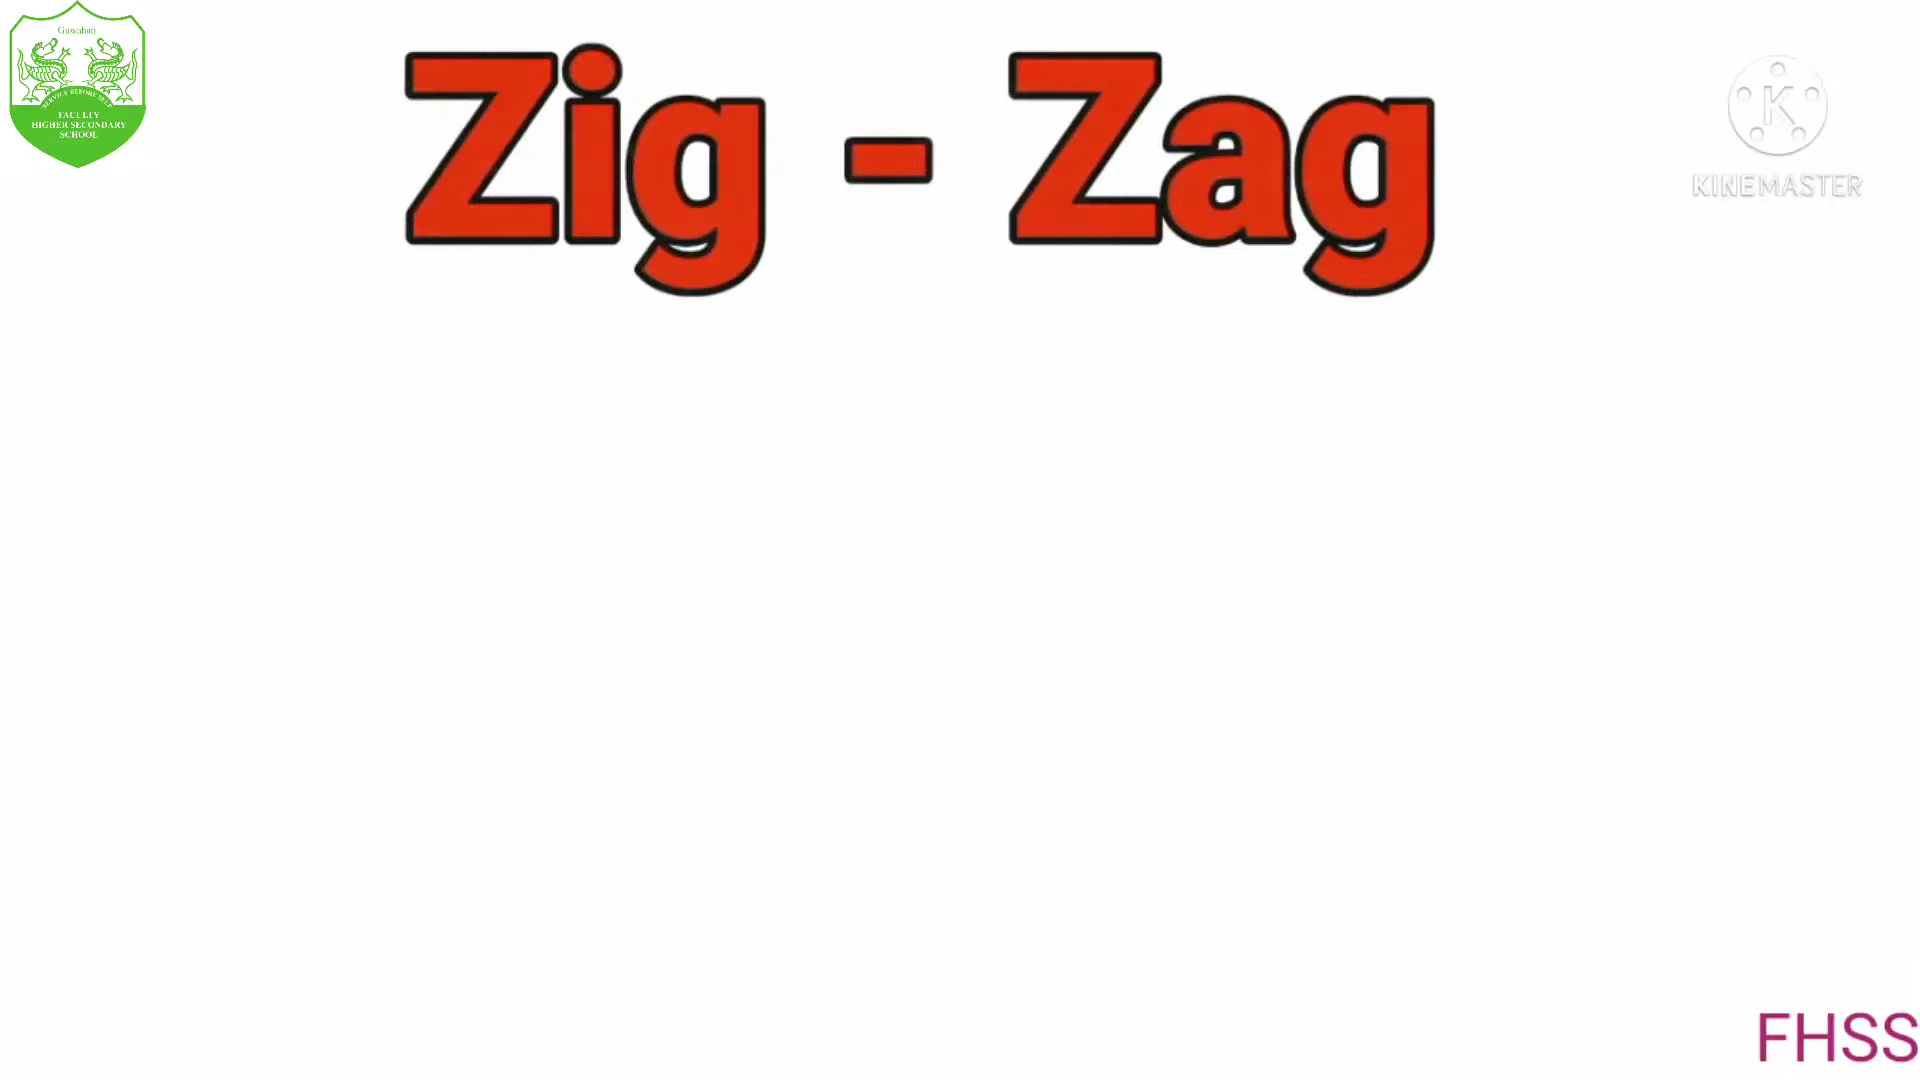 Guwahati
SERVICE BEFORE SELF
FACULTY
HIGHER SECONDARY
SCHOOL
Zig - Zag
K
KINEMASTER
FHSS